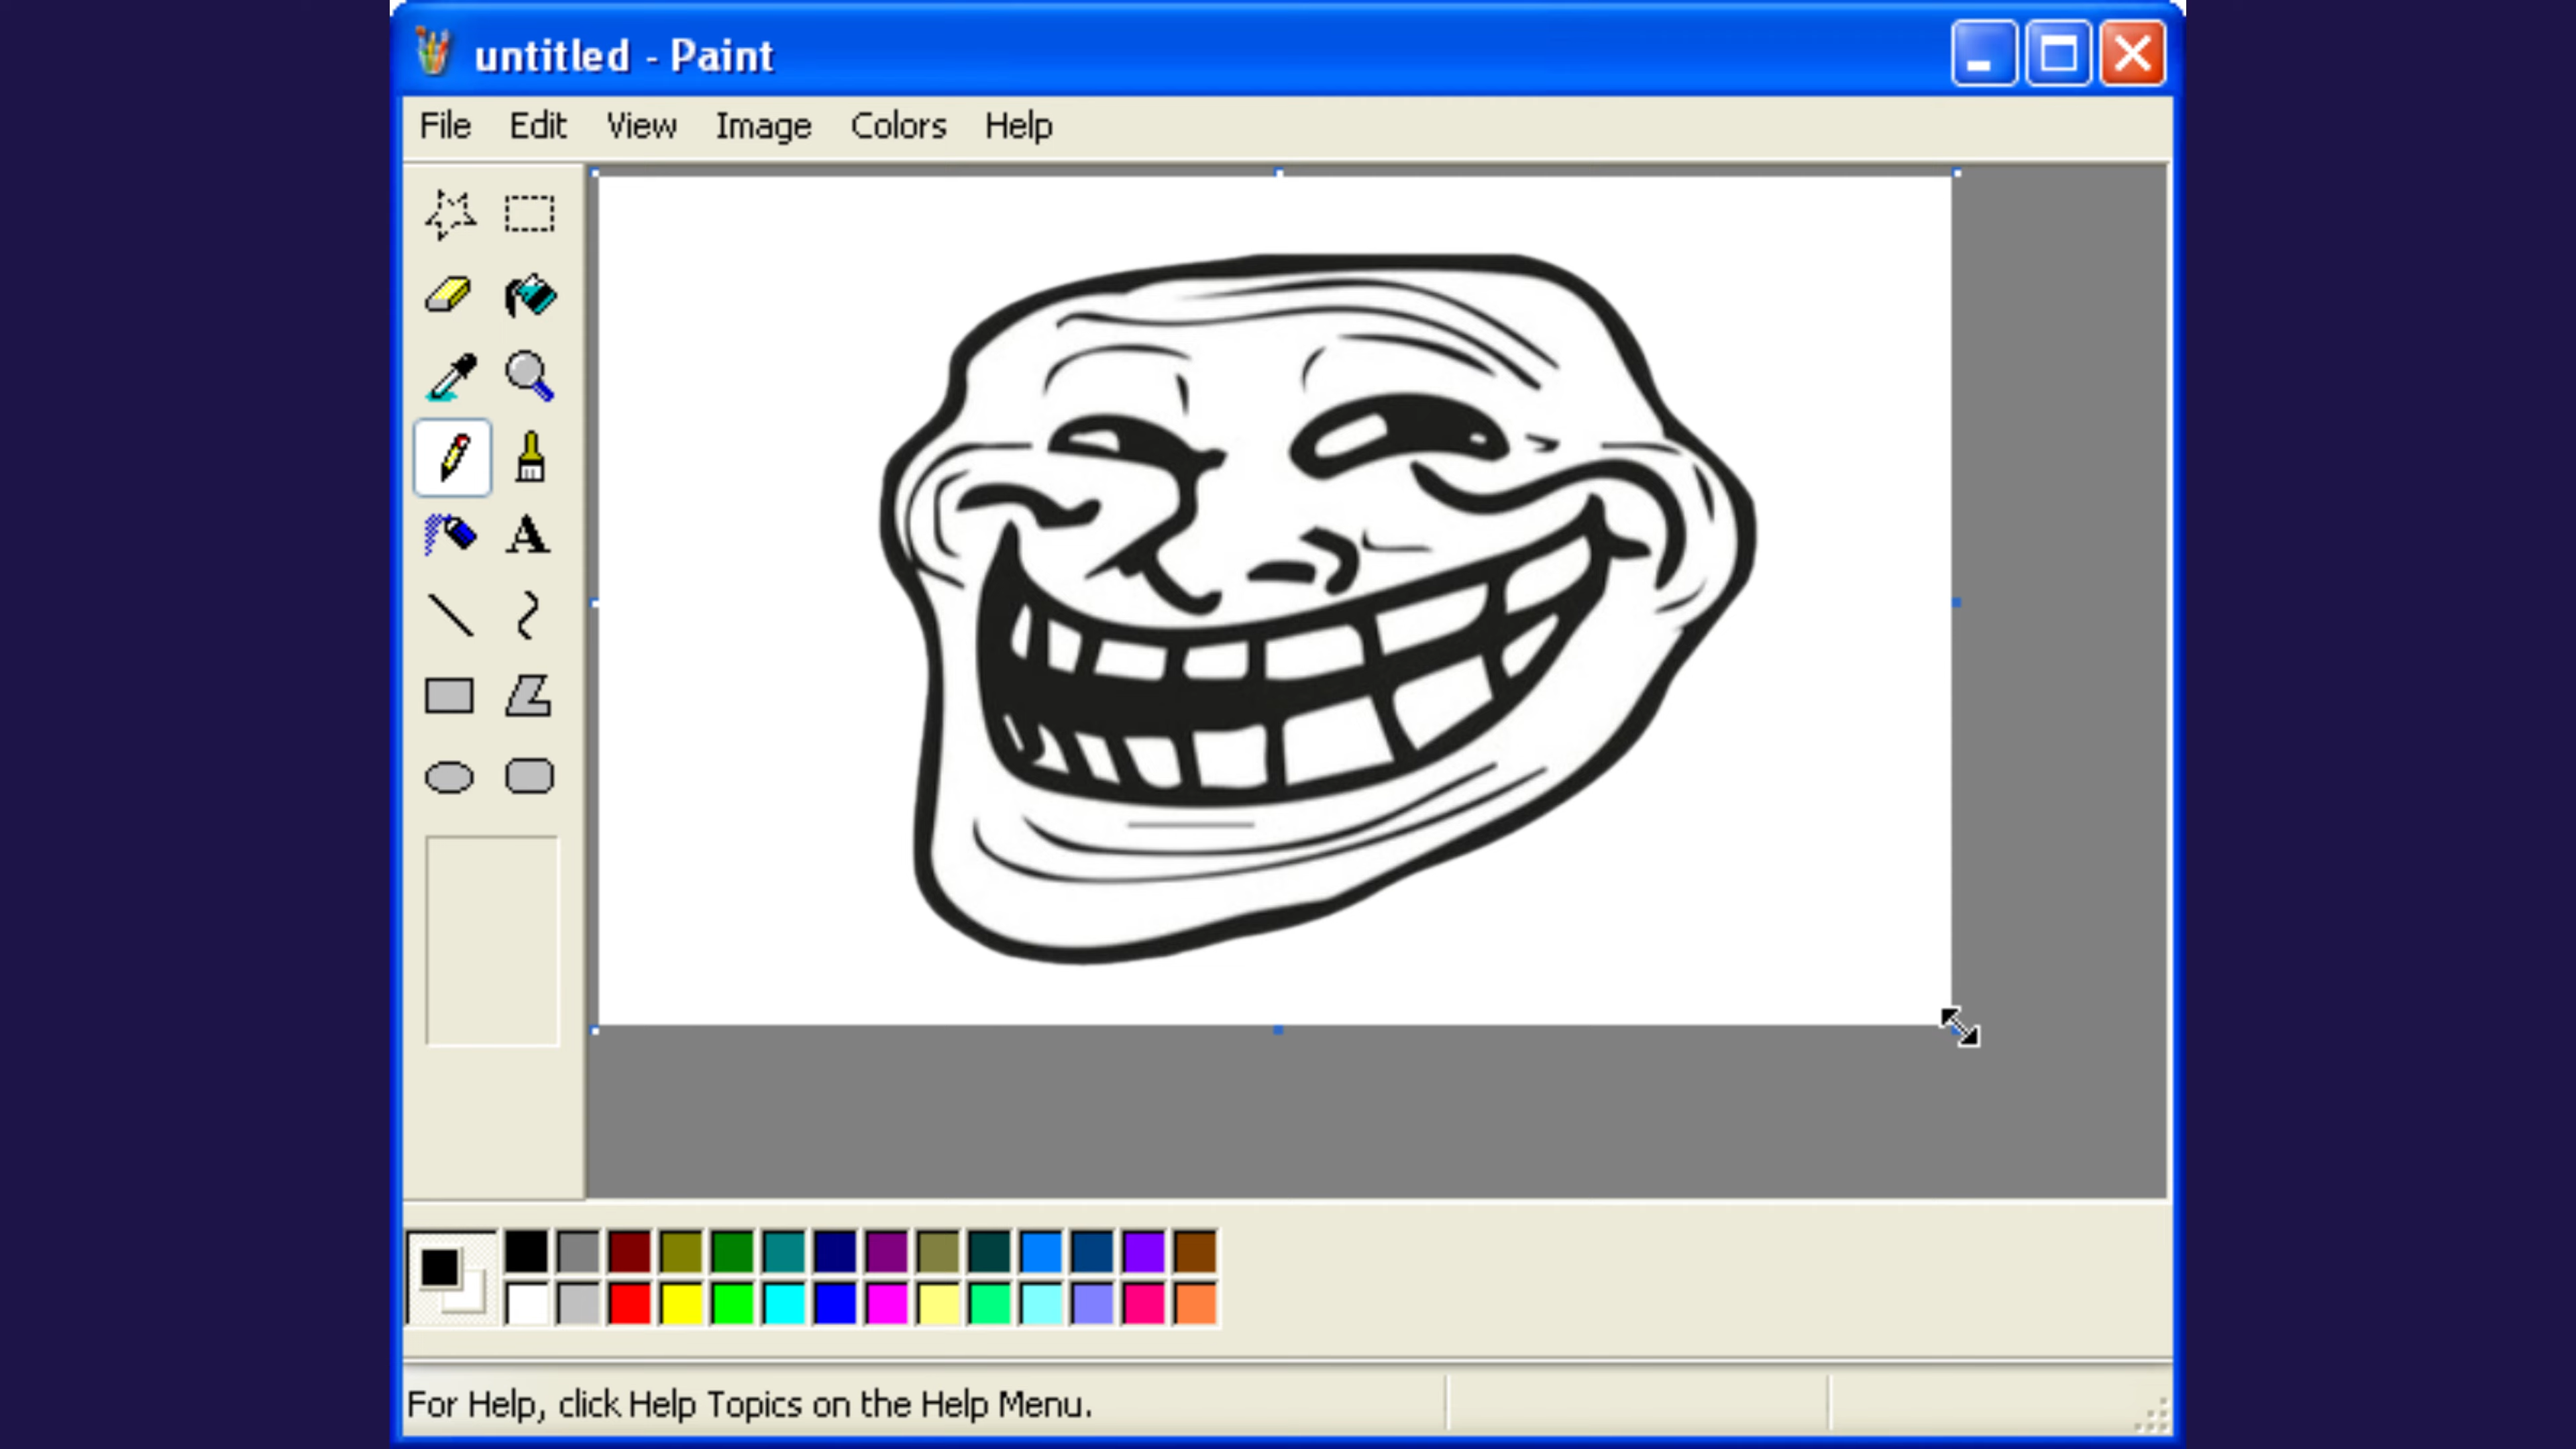 untitled - Paint
File Edit View Image Colors Help
A
For Help, click Help Topics on the Help Menu.